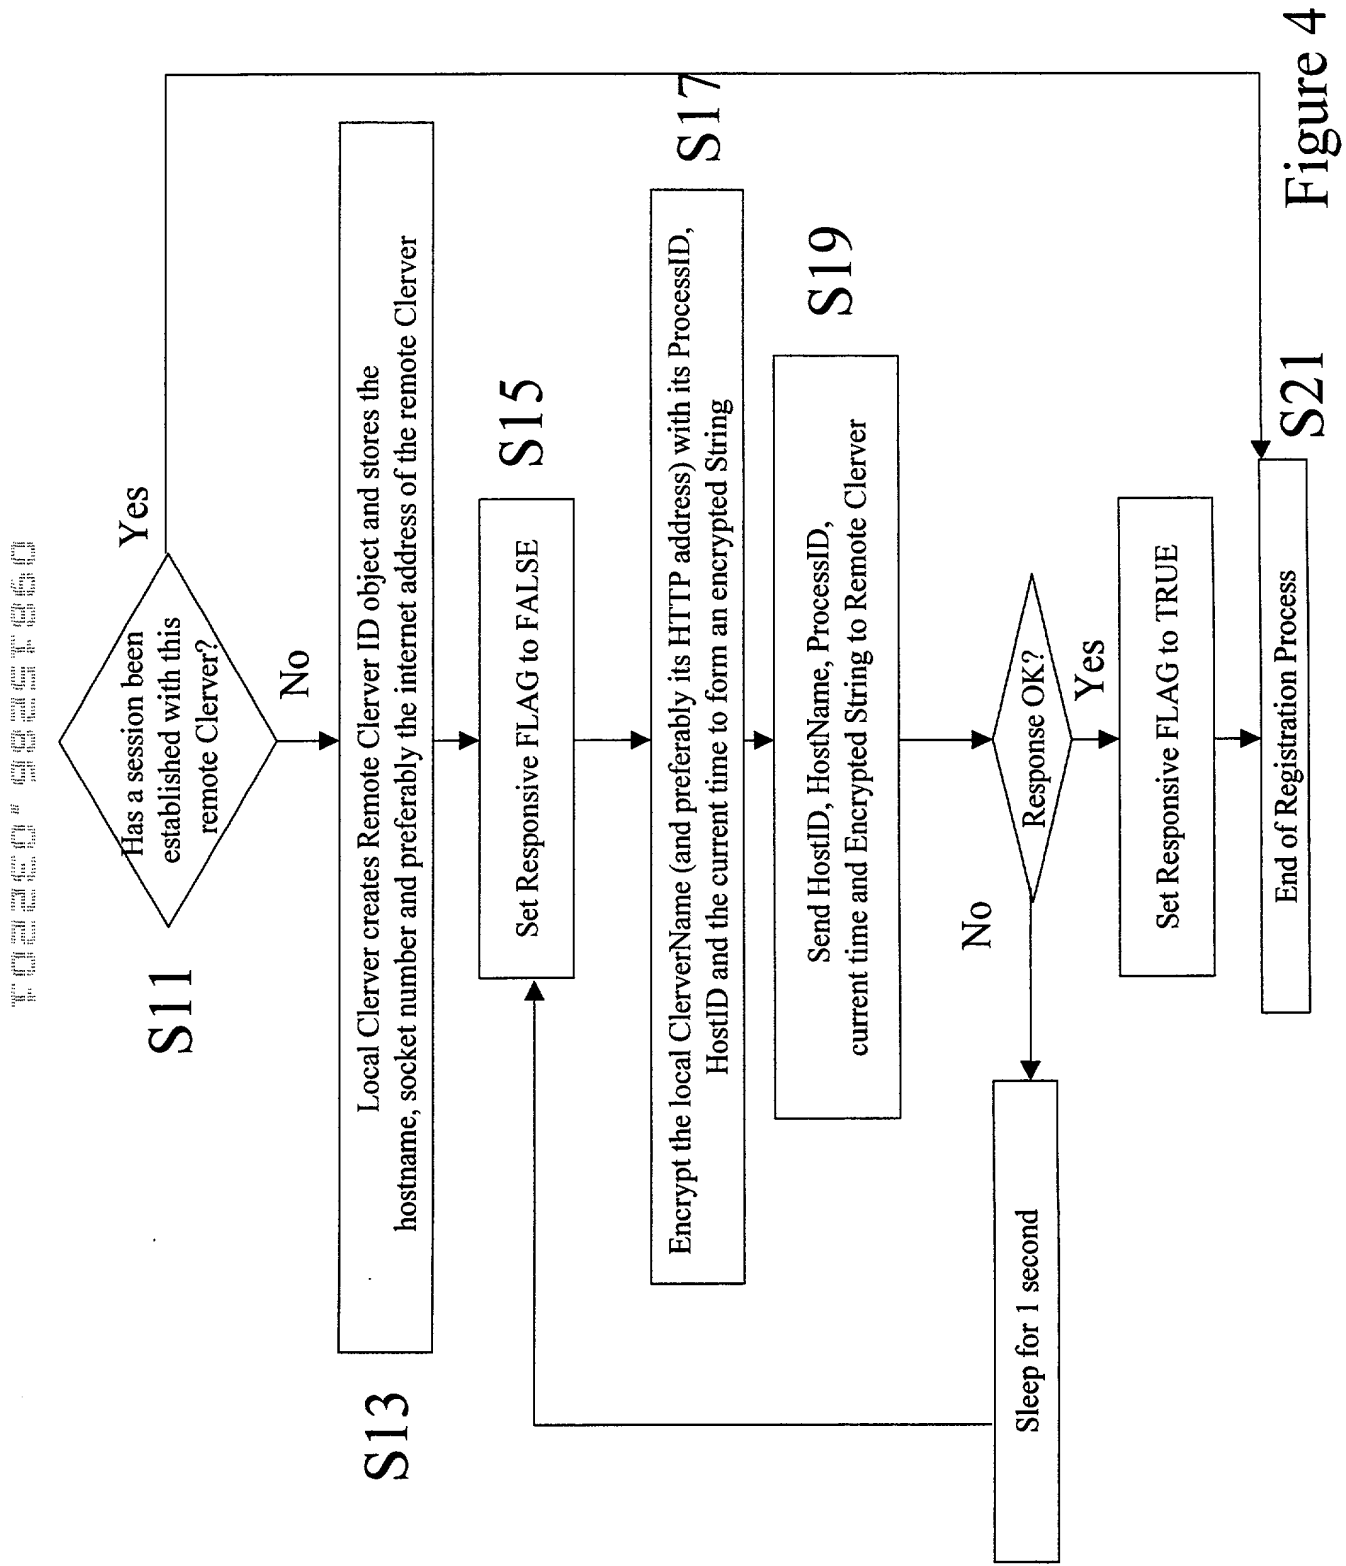 Has a session been
established with this
remote Clerver?
Yes
S11
No
Local Clerver creates Remote Clerver ID object and stores the
hostname, socket number and preferably the internet address of the remote Clerver
S13
Set Responsive FLAG to FALSE
S15
Encrypt the local ClerverName (and preferably its HTTP address) with its ProcessID,
HostID and the current time to form an encrypted String
S17
Send HostID, HostName, ProcessID,
current time and Encrypted String to Remote Clerver
S19
Response OK?
No
Yes
Sleep for 1 second
Set Responsive FLAG to TRUE
End of Registration Process
S21
Figure 4